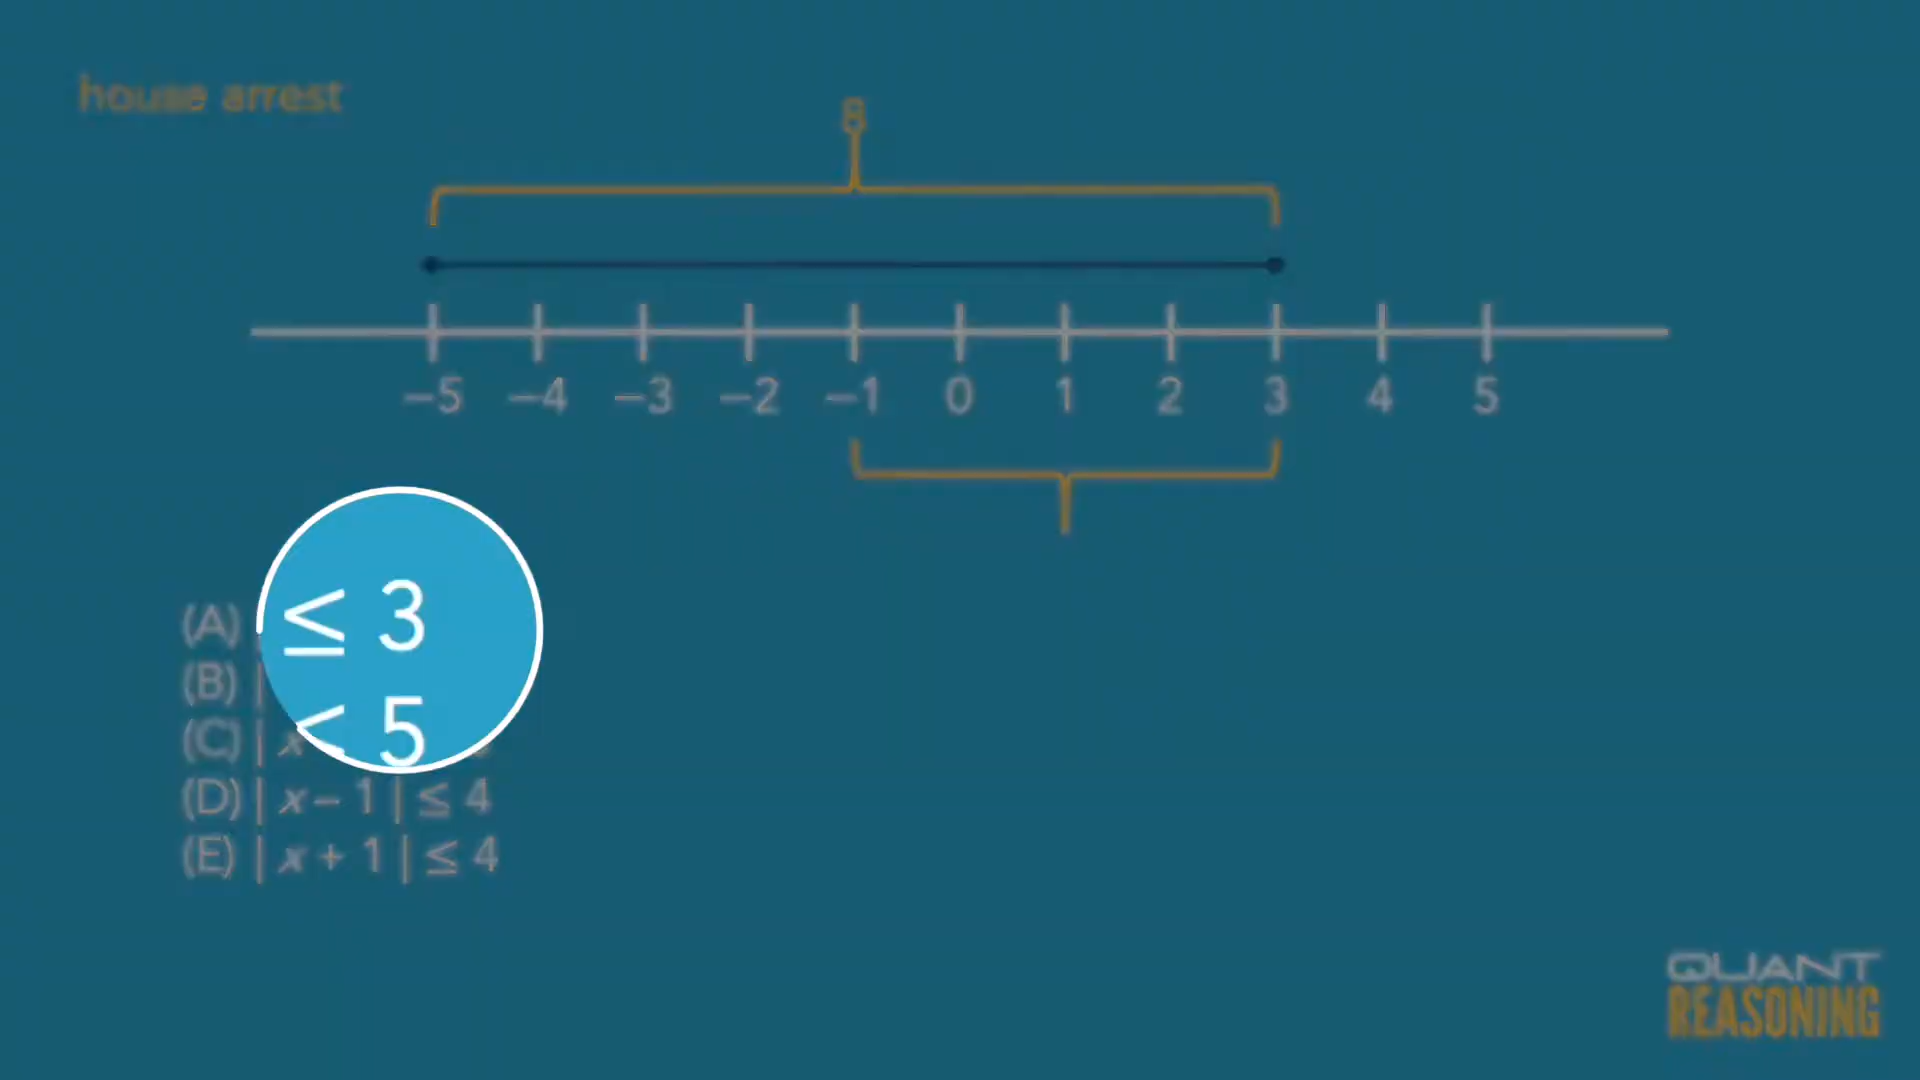 house arrest
8
–5 –4 –3 –2 –1 0 1 2 3 4 5
(A) ≤ 3
(B) |
≤ 5
(C) | x
(D) | x – 1 | ≤ 4
(E) | x + 1 | ≤ 4
QUANT
REASONING